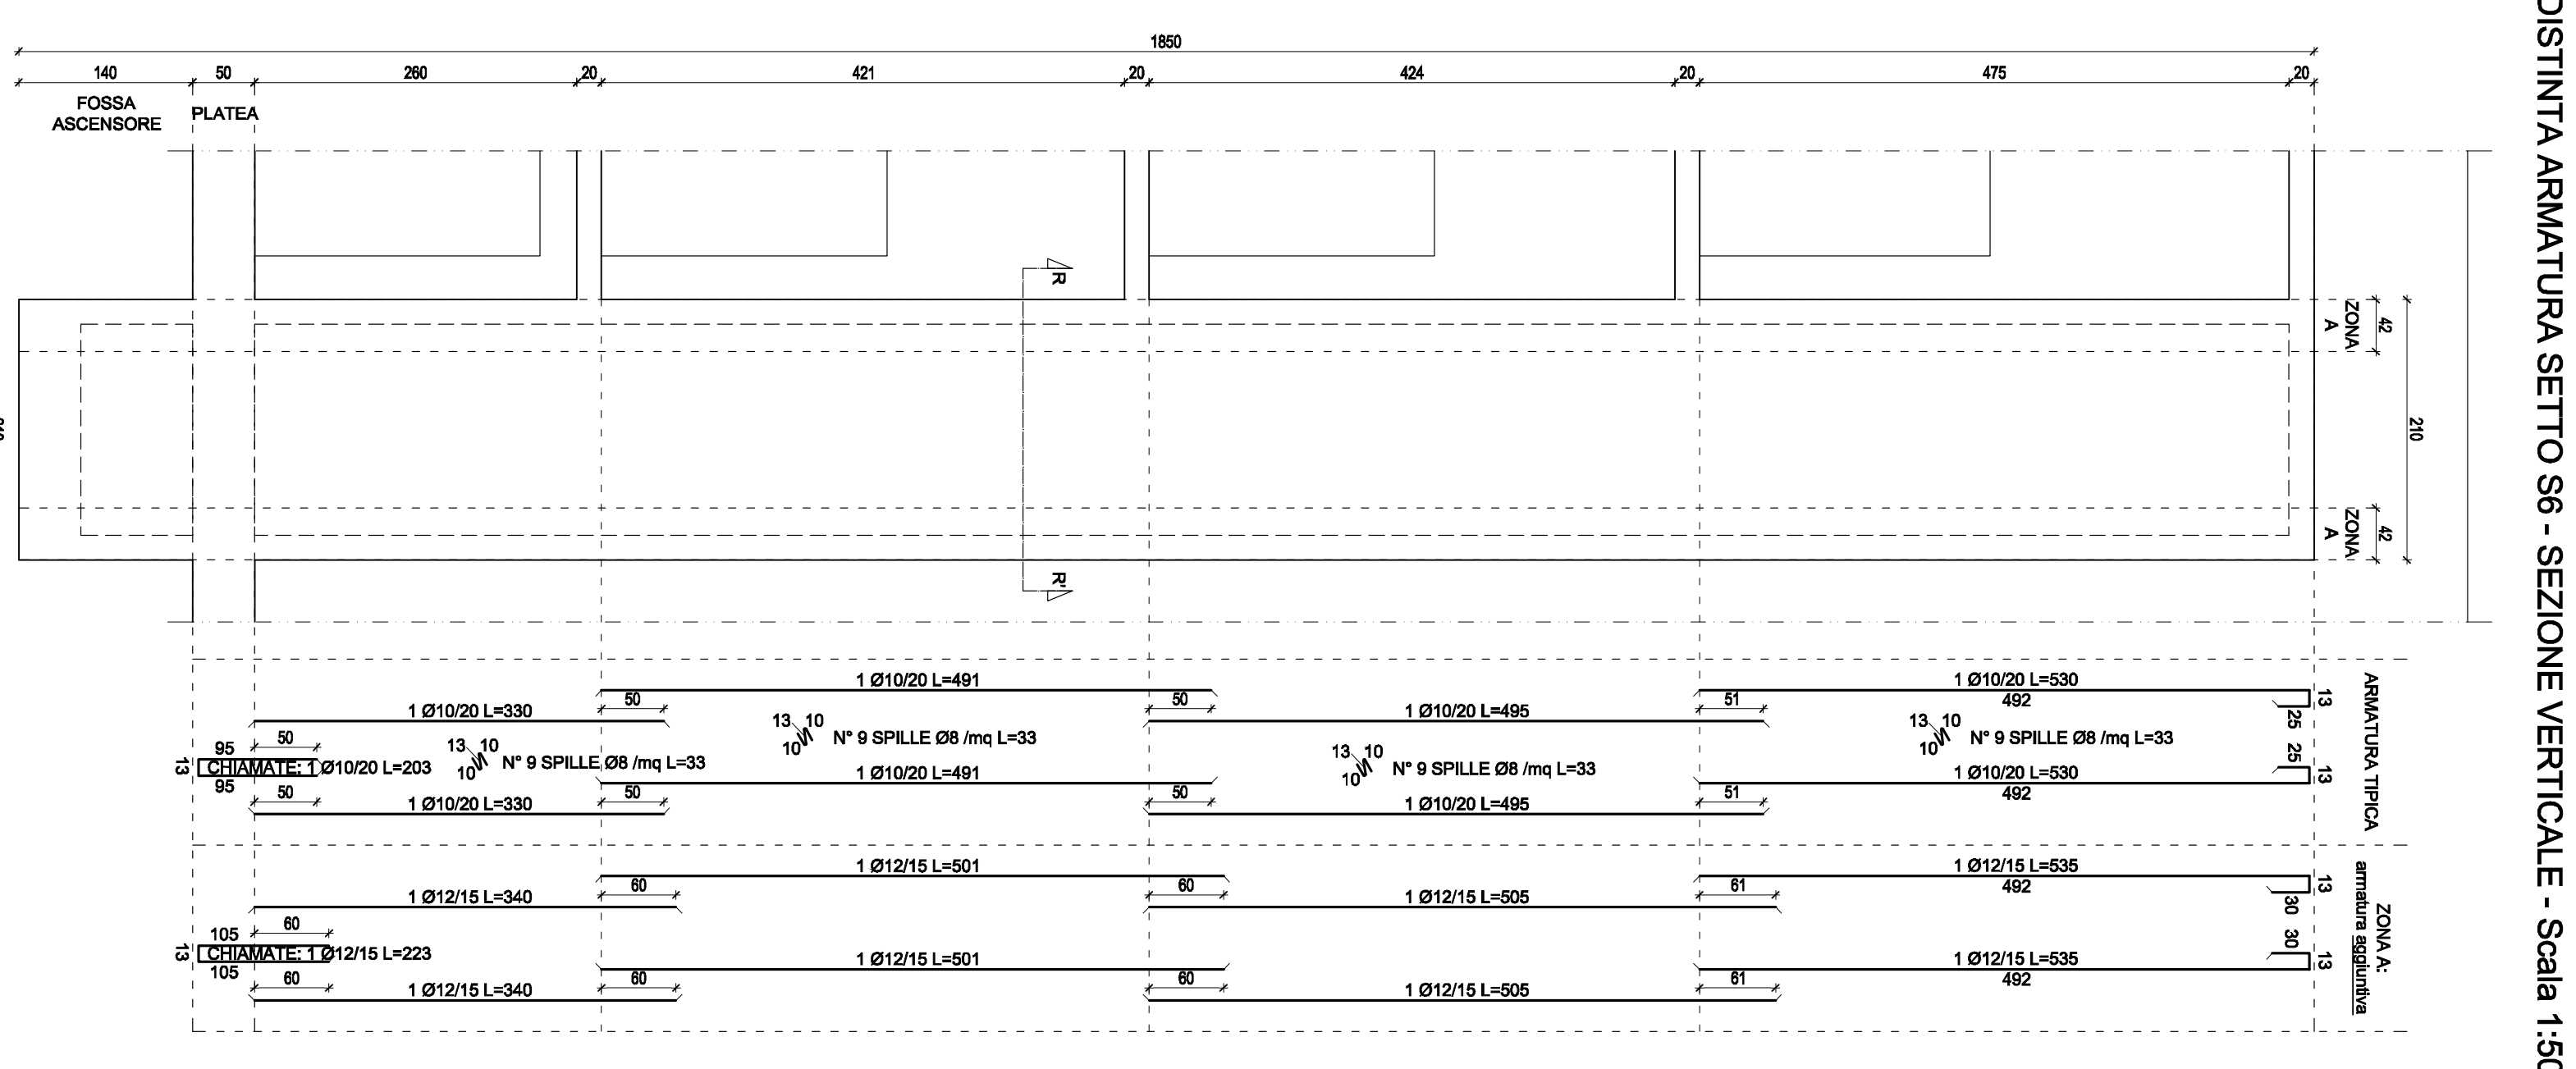 DISTINTA ARMATURA SETTO S6 - SEZIONE VERTICALE - Scala 1:50
1850
140 50 260 20 421 20 424 20 475 20
FOSSA
ASCENSORE
PLATEA
R
R'
ZONA
A
42
210
ZONA
A
42
ARMATURA TIPICA
1 Ø10/20 L=491
1 Ø10/20 L=530
50
50
51
492
13
25
1 Ø10/20 L=330
1 Ø10/20 L=495
13 10
10
N° 9 SPILLE Ø8 /mq L=33
13 10
10
N° 9 SPILLE Ø8 /mq L=33
13 10
10
N° 9 SPILLE Ø8 /mq L=33
13 10
10
N° 9 SPILLE Ø8 /mq L=33
95
50
13
CHIAMATE: 1 Ø10/20 L=203
95
50
1 Ø10/20 L=491
1 Ø10/20 L=530
50
50
51
492
25
13
1 Ø10/20 L=330
1 Ø10/20 L=495
ZONA A:
armatura aggiuntiva
1 Ø12/15 L=501
1 Ø12/15 L=535
60
60
61
492
13
30
1 Ø12/15 L=340
1 Ø12/15 L=505
105
60
13
CHIAMATE: 1 Ø12/15 L=223
105
60
1 Ø12/15 L=501
1 Ø12/15 L=535
60
60
61
492
30
13
1 Ø12/15 L=340
1 Ø12/15 L=505